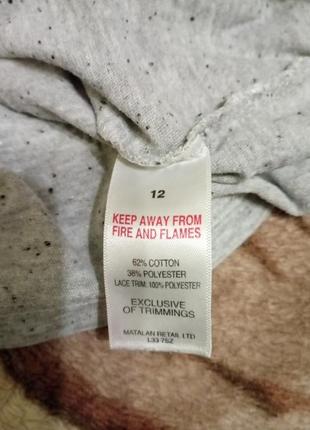 12
KEEP AWAY FROM
FIRE AND FLAMES
62% COTTON
38% POLYESTER
LACE TRIM: 100% POLYESTER
EXCLUSIVE
OF TRIMMINGS
MATALAN RETAIL LTD
L33 7SZ